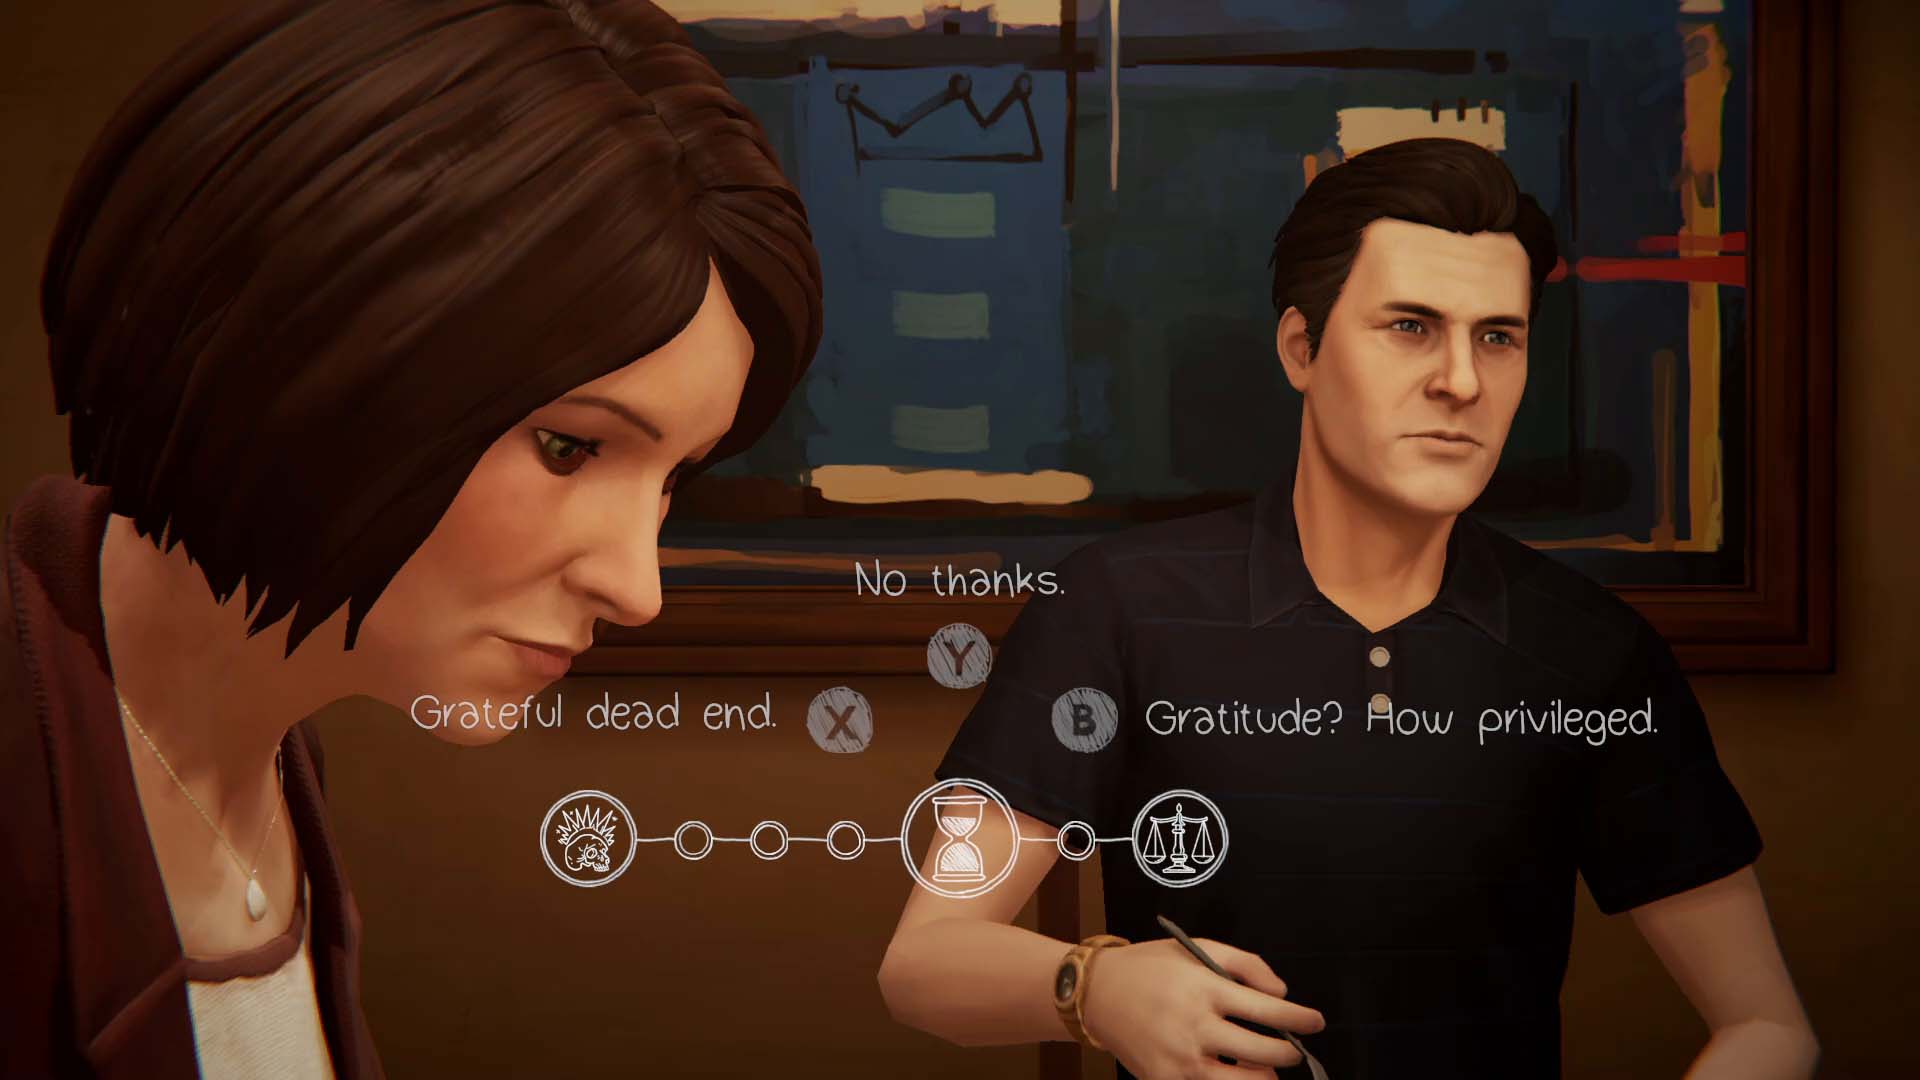 No thanks.
Y
Grateful dead end.
X
B
Gratitude? How privileged.